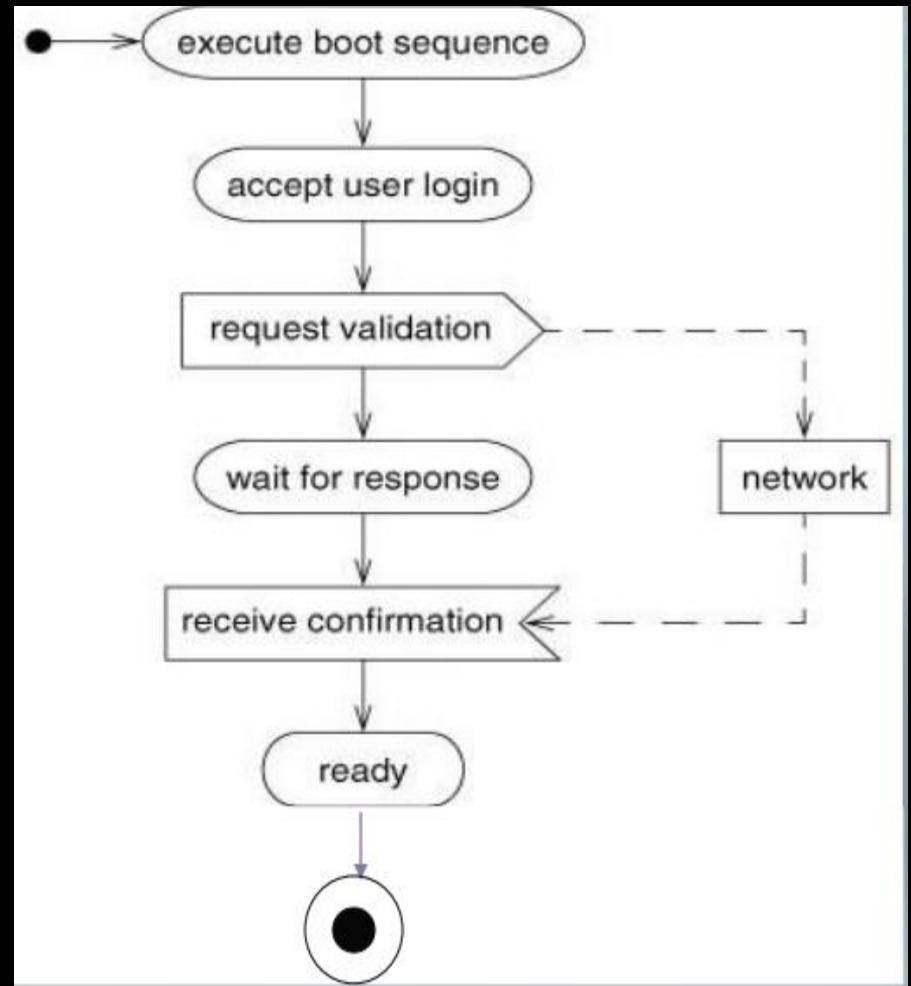 execute boot sequence
accept user login
request validation
wait for response
network
receive confirmation
ready